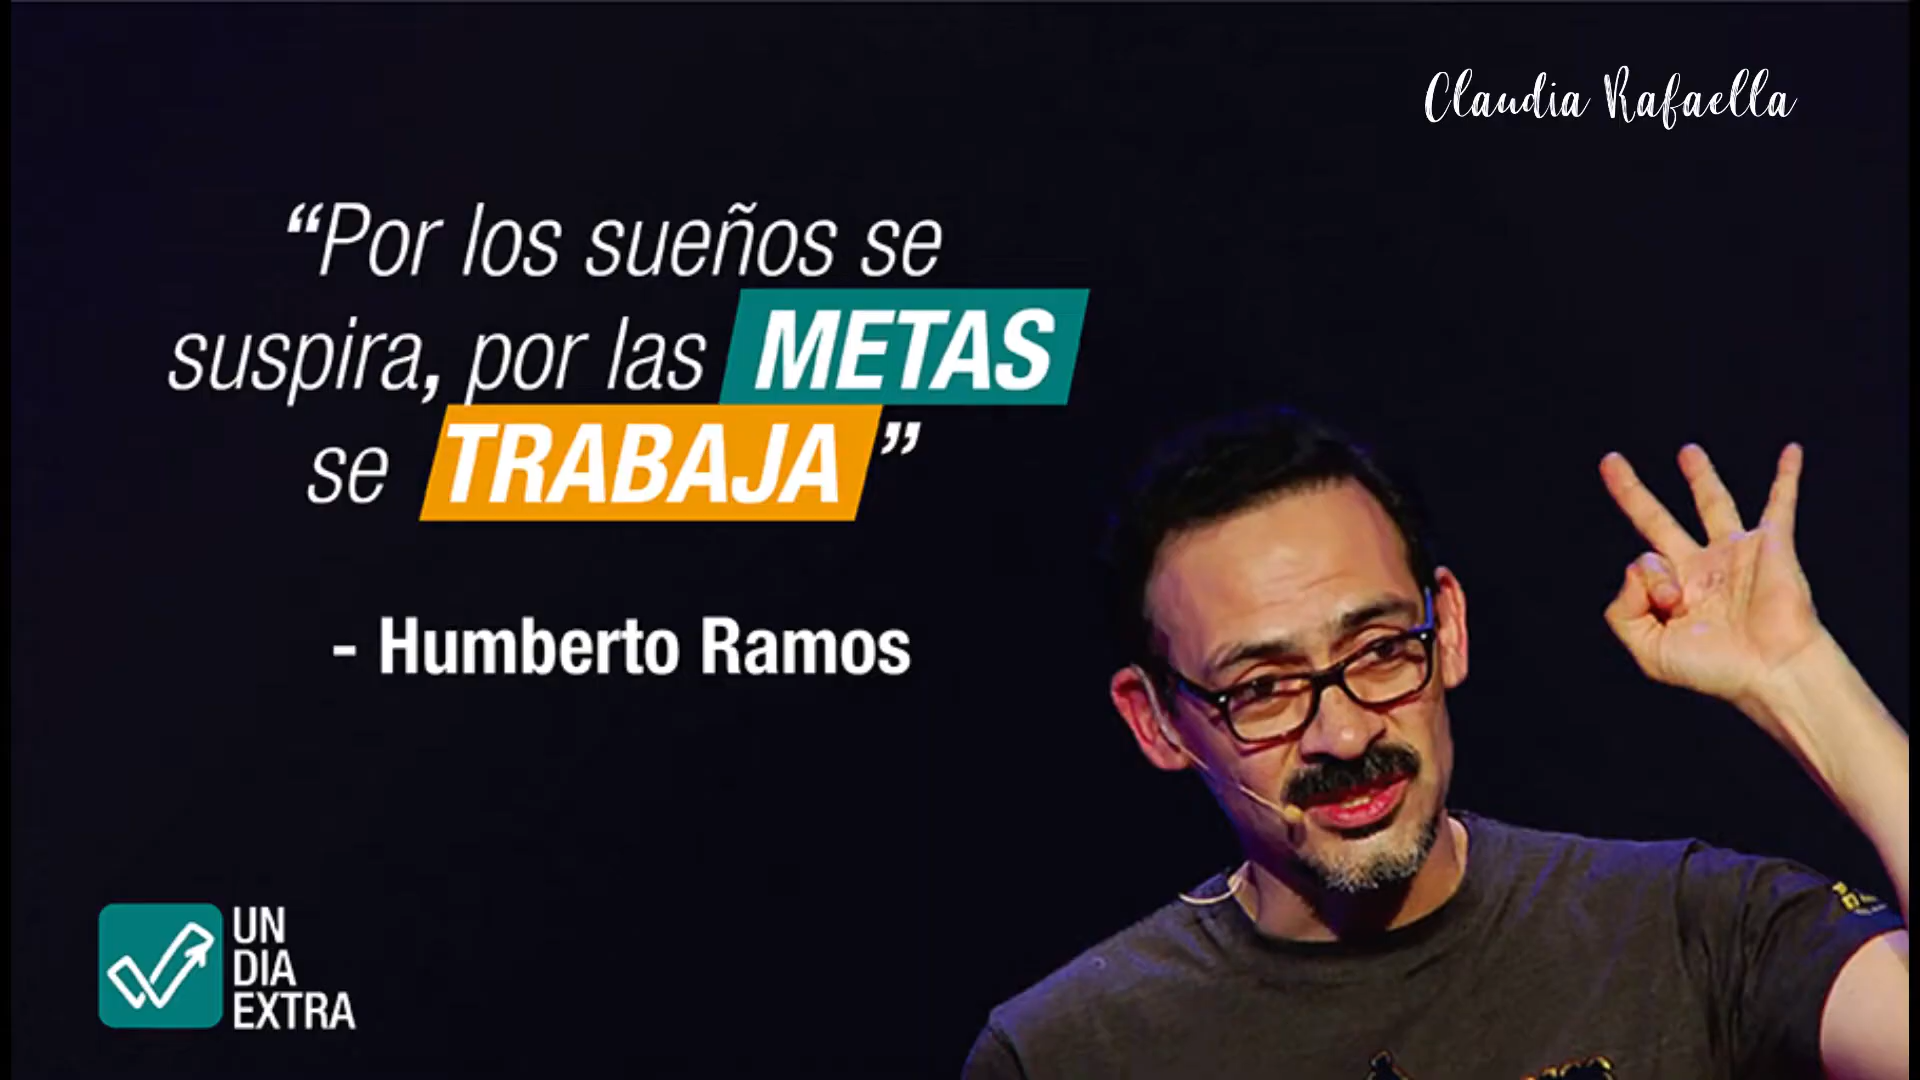 Claudia Rafaella
“Por los sueños se
suspira, por las METAS
se TRABAJA”
- Humberto Ramos
UN
DIA
EXTRA